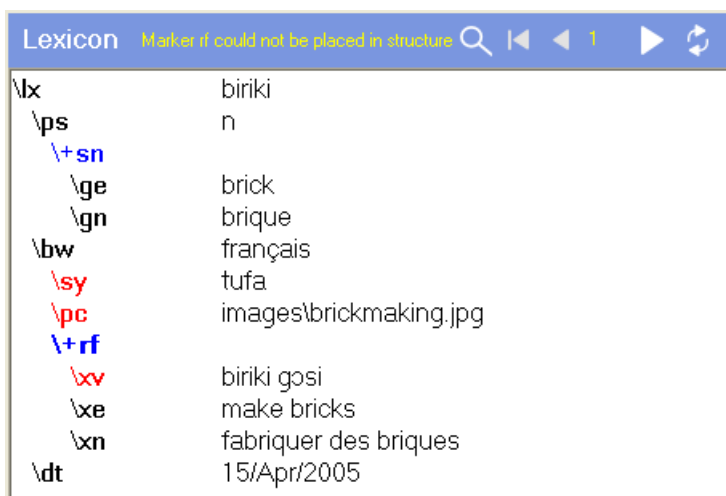 Lexicon Marker rf could not be placed in structure 1
\lx biriki
\ps n
\+sn
\ge brick
\gn brique
\bw français
\sy tufa
\pc images\brickmaking.jpg
\+rf
\xv biriki gosi
\xe make bricks
\xn fabriquer des briques
\dt 15/Apr/2005